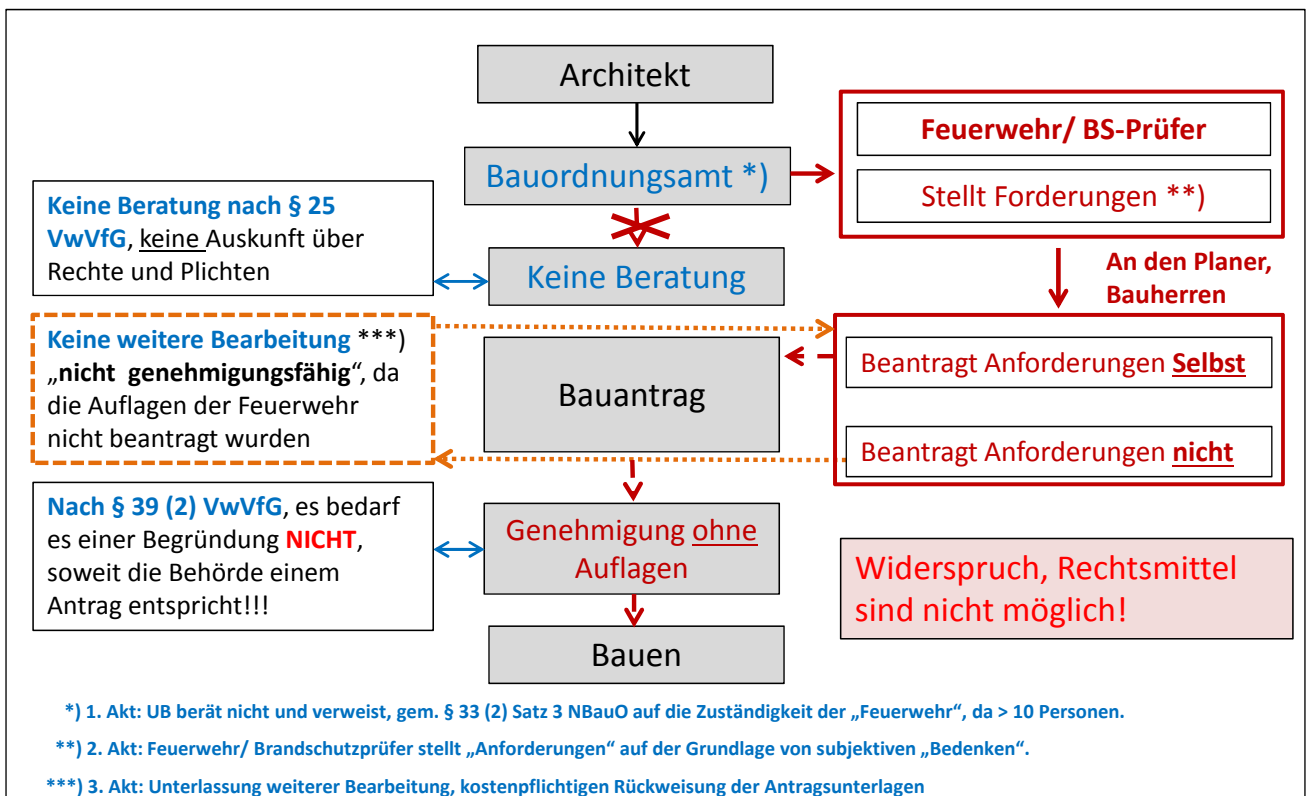 Architekt
Bauordnungsamt *)
Feuerwehr/ BS-Prüfer
Stellt Forderungen **)
Keine Beratung nach § 25
VwVfG, keine Auskunft über
Rechte und Plichten
Keine Beratung
An den Planer,
Bauherren
Keine weitere Bearbeitung ***)
„nicht genehmigungsfähig“, da
die Auflagen der Feuerwehr
nicht beantragt wurden
Bauantrag
Beantragt Anforderungen Selbst
Beantragt Anforderungen nicht
Nach § 39 (2) VwVfG, es bedarf
es einer Begründung NICHT,
soweit die Behörde einem
Antrag entspricht!!!
Genehmigung ohne
Auflagen
Widerspruch, Rechtsmittel
sind nicht möglich!
Bauen
*) 1. Akt: UB berät nicht und verweist, gem. § 33 (2) Satz 3 NBauO auf die Zuständigkeit der „Feuerwehr“, da > 10 Personen.
**) 2. Akt: Feuerwehr/ Brandschutzprüfer stellt „Anforderungen“ auf der Grundlage von subjektiven „Bedenken“.
***) 3. Akt: Unterlassung weiterer Bearbeitung, kostenpflichtigen Rückweisung der Antragsunterlagen